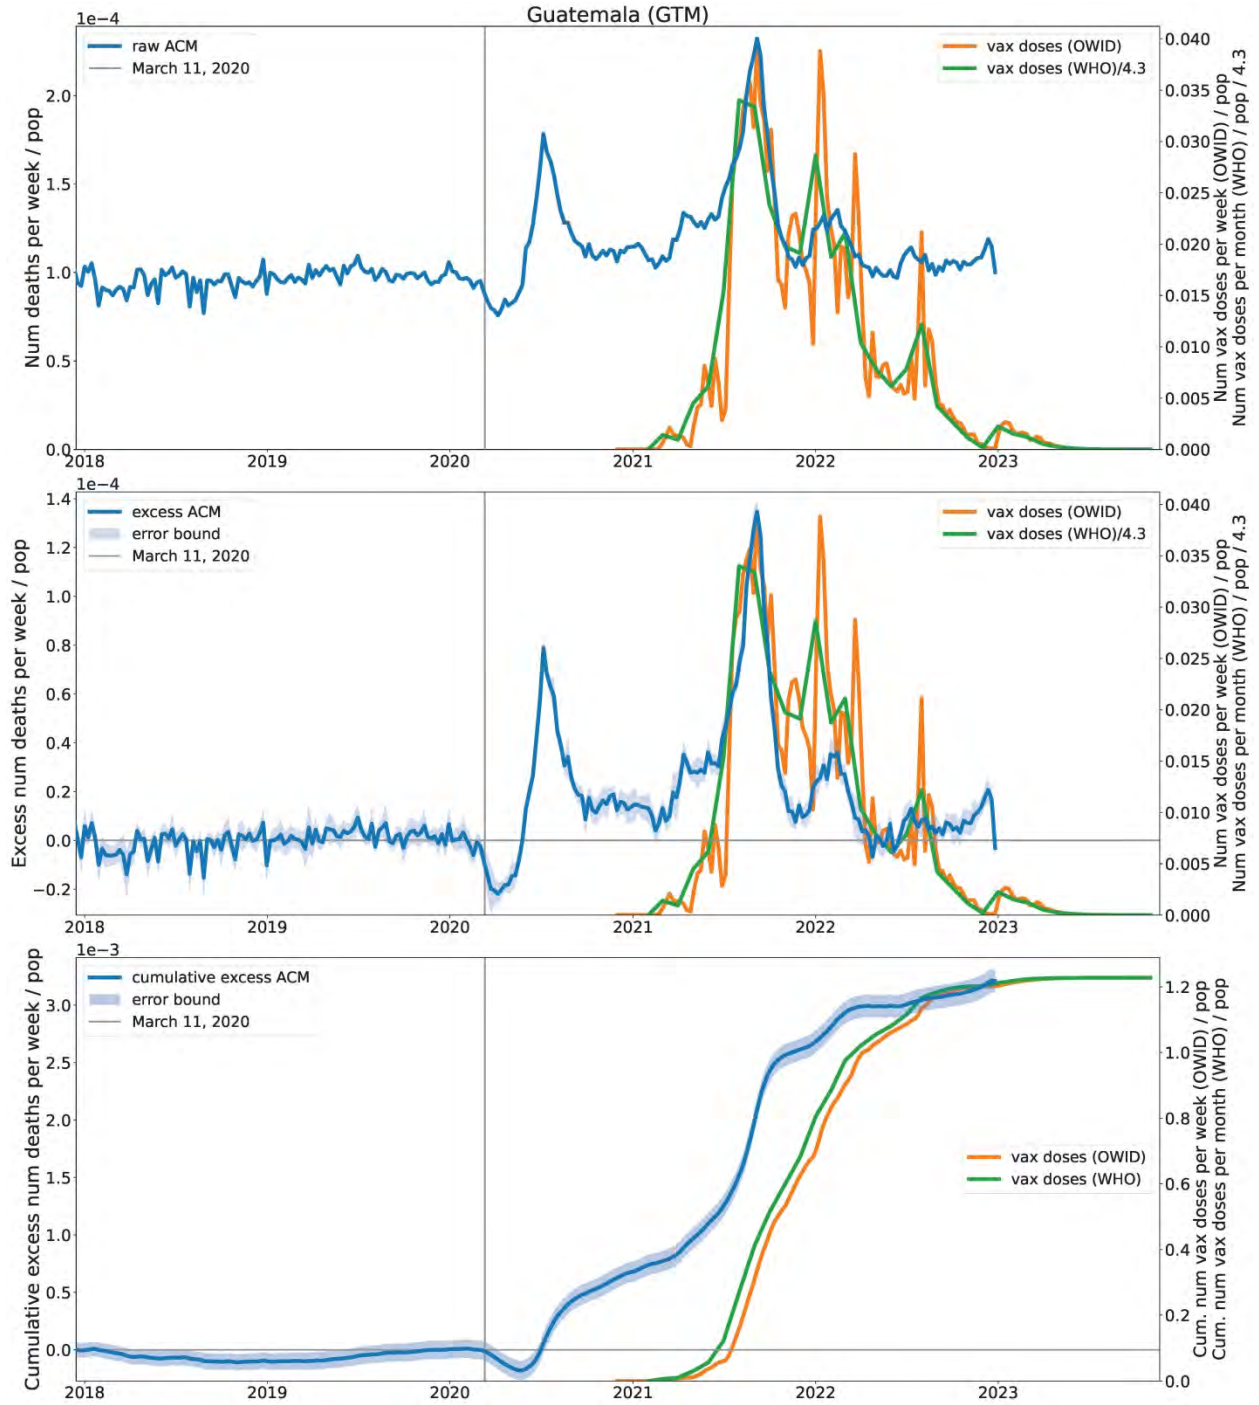 Guatemala (GTM)
1e−4
raw ACM
March 11, 2020
vax doses (OWID)
vax doses (WHO)/4.3
Num deaths per week / pop
2.0
1.5
1.0
0.5
0.0
0.040
0.035
0.030
0.025
0.020
0.015
0.010
0.005
0.000
Num vax doses per week (OWID) / pop
Num vax doses per month (WHO) / pop / 4.3
2018 2019 2020 2021 2022 2023
1e−4
excess ACM
error bound
March 11, 2020
vax doses (OWID)
vax doses (WHO)/4.3
Excess num deaths per week / pop
1.4
1.2
1.0
0.8
0.6
0.4
0.2
0.0
−0.2
0.040
0.035
0.030
0.025
0.020
0.015
0.010
0.005
0.000
Num vax doses per week (OWID) / pop
Num vax doses per month (WHO) / pop / 4.3
2018 2019 2020 2021 2022 2023
1e−3
cumulative excess ACM
error bound
March 11, 2020
vax doses (OWID)
vax doses (WHO)
Cumulative excess num deaths per week / pop
3.0
2.5
2.0
1.5
1.0
0.5
0.0
1.2
1.0
0.8
0.6
0.4
0.2
0.0
Cum. num vax doses per week (OWID) / pop
Cum. num vax doses per month (WHO) / pop
2018 2019 2020 2021 2022 2023